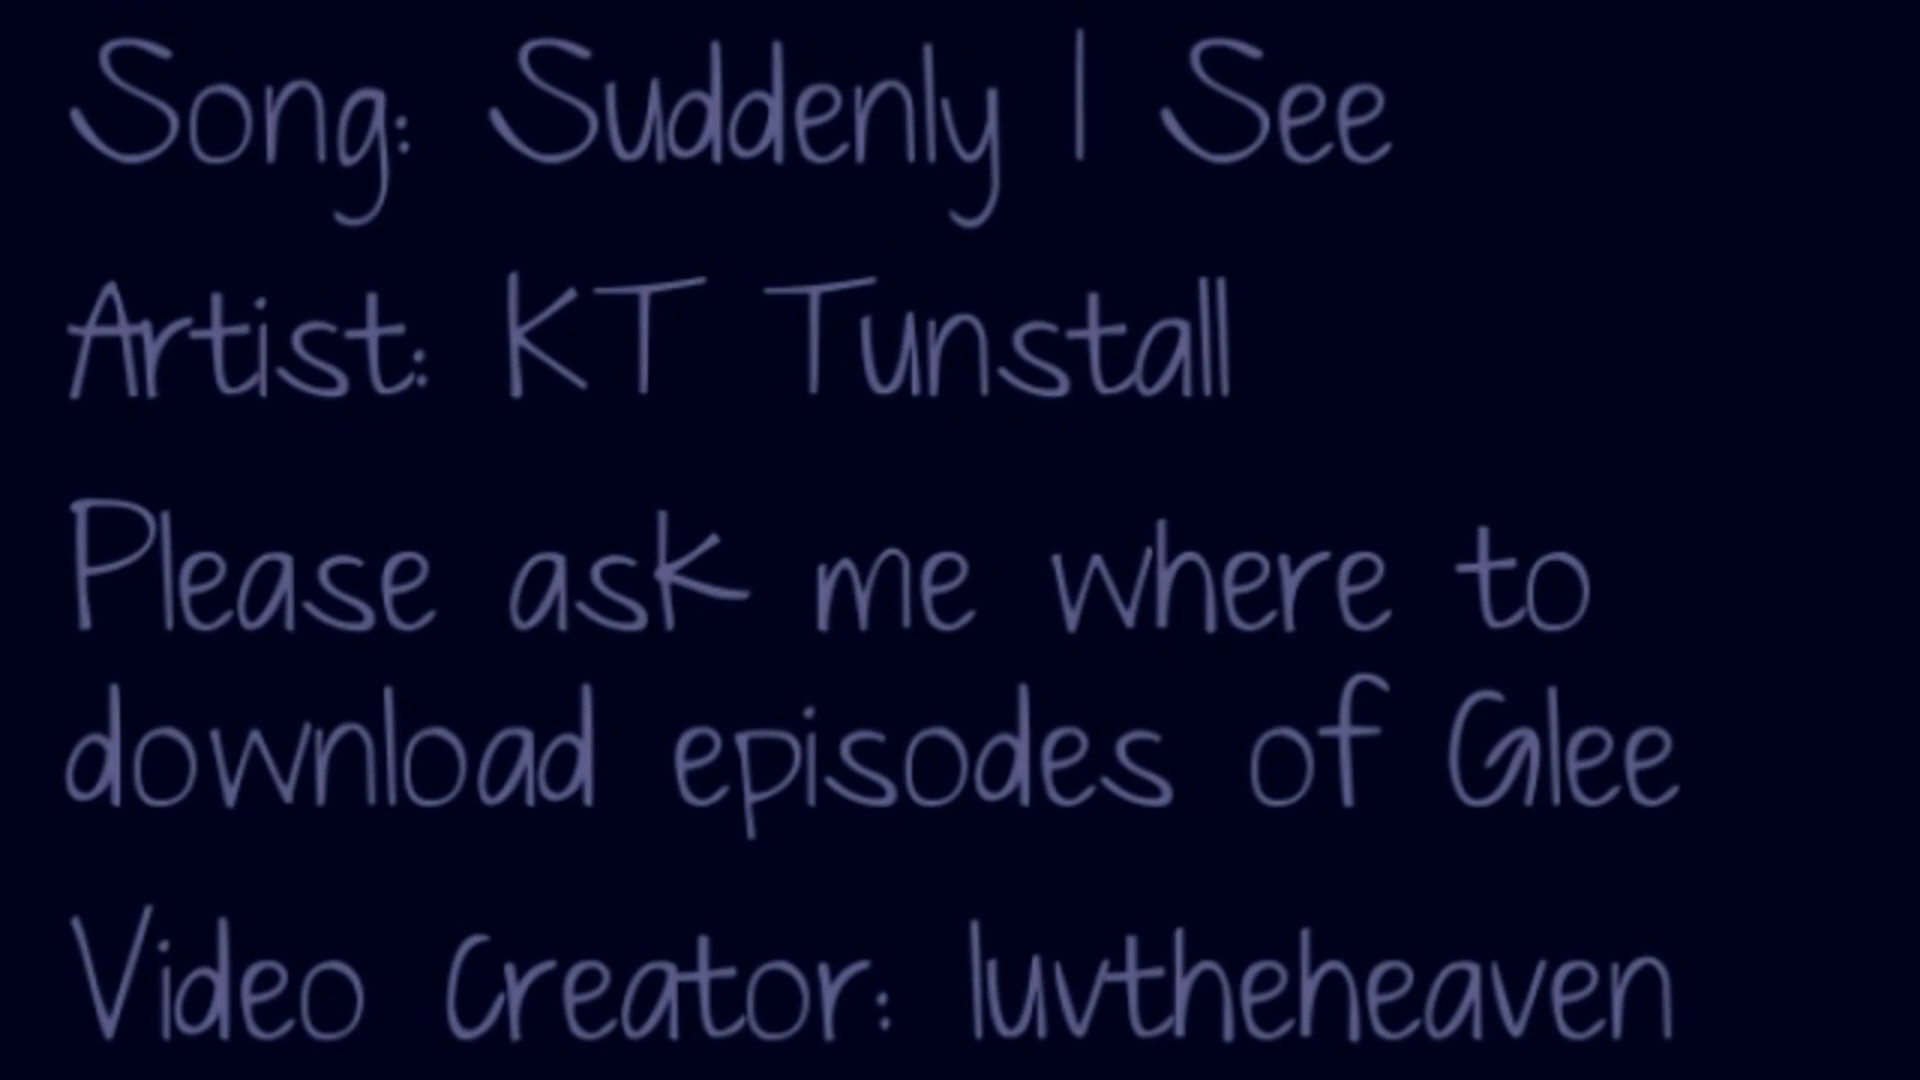 Song: Suddenly I See
Artist: KT Tunstall
Please ask me where to
download episodes of Glee
Video Creator: luvtheheaven